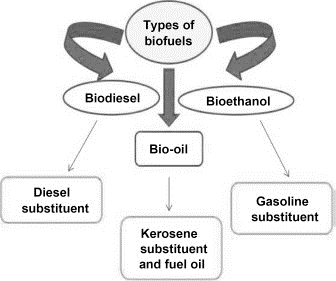 Types of
biofuels
Biodiesel
Bioethanol
Bio-oil
Diesel
substituent
Gasoline
substituent
Kerosene
substituent
and fuel oil